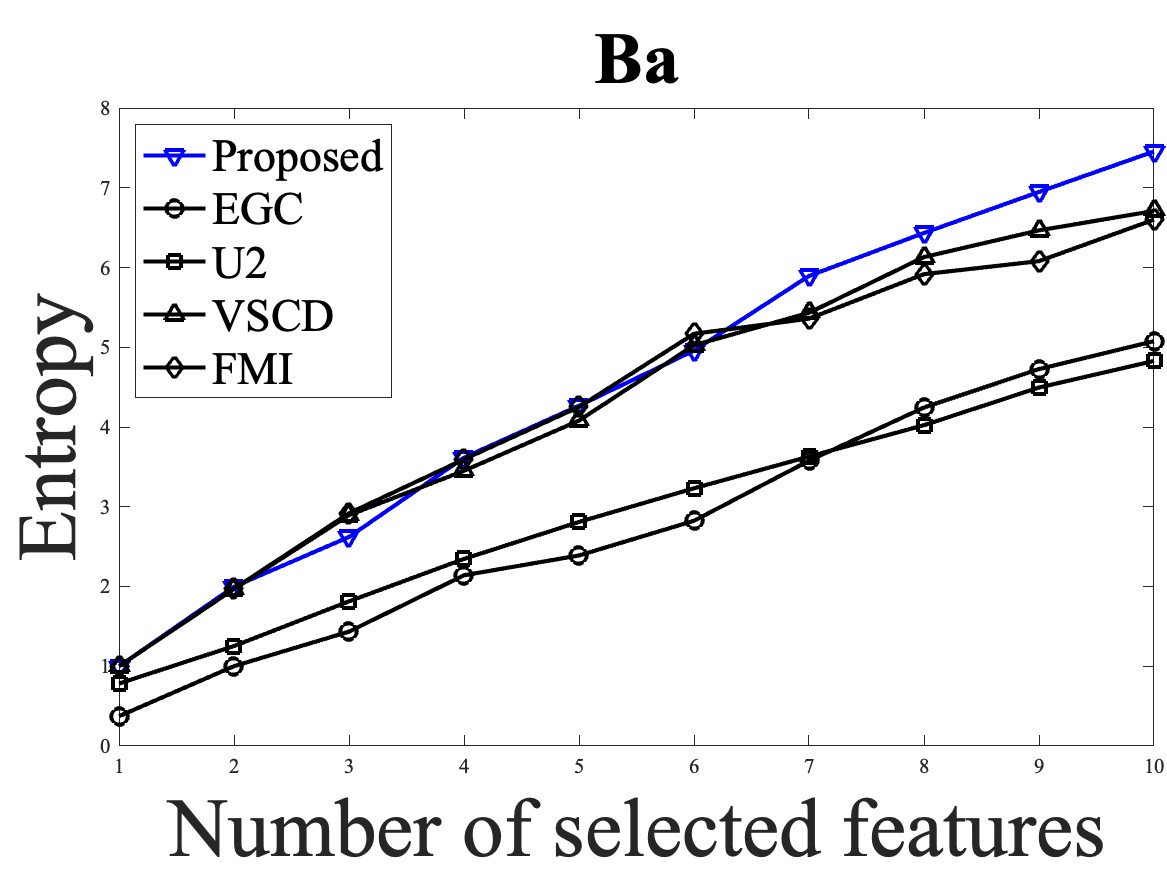 Ba
Proposed
EGC
U2
VSCD
FMI
Entropy
8
7
6
5
4
3
2
1
0
1 2 3 4 5 6 7 8 9 10
Number of selected features